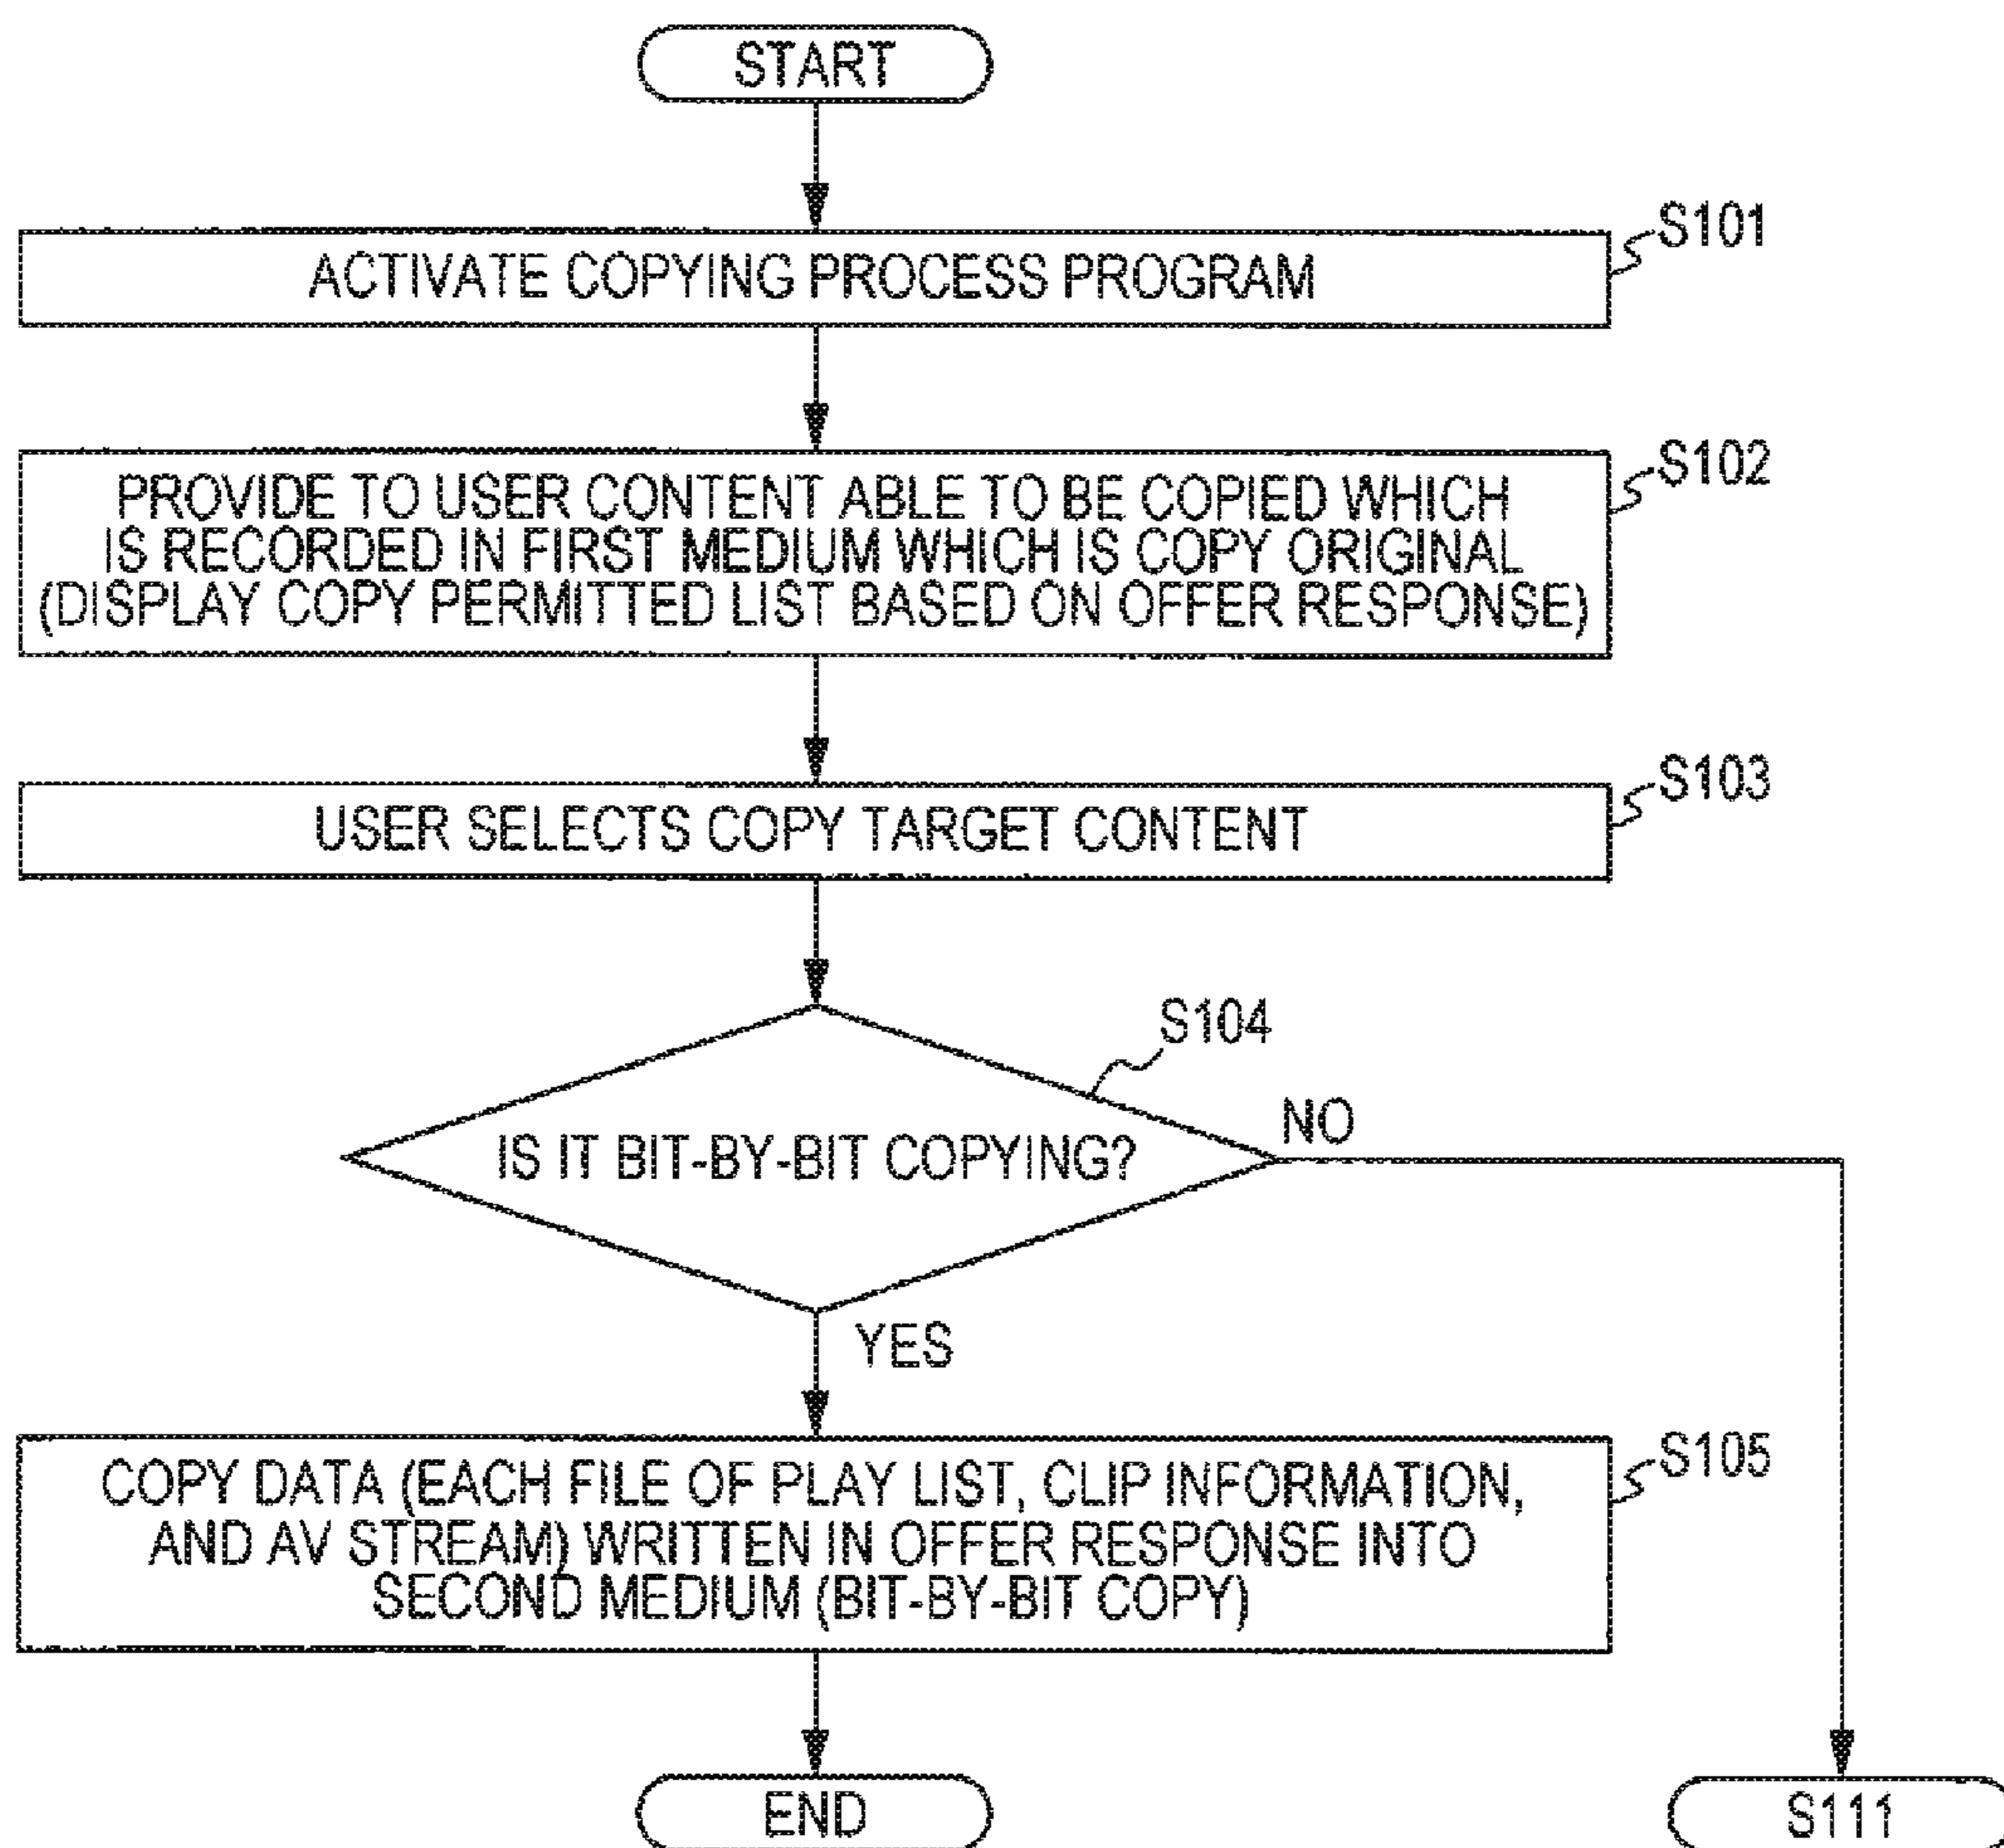 START
ACTIVATE COPYING PROCESS PROGRAM
S101
PROVIDE TO USER CONTENT ABLE TO BE COPIED WHICH
IS RECORDED IN FIRST MEDIUM WHICH IS COPY ORIGINAL
(DISPLAY COPY PERMITTED LIST BASED ON OFFER RESPONSE)
S102
USER SELECTS COPY TARGET CONTENT
S103
IS IT BIT-BY-BIT COPYING?
S104
NO
YES
COPY DATA (EACH FILE OF PLAY LIST, CLIP INFORMATION,
AND AV STREAM) WRITTEN IN OFFER RESPONSE INTO
SECOND MEDIUM (BIT-BY-BIT COPY)
S105
END
S111